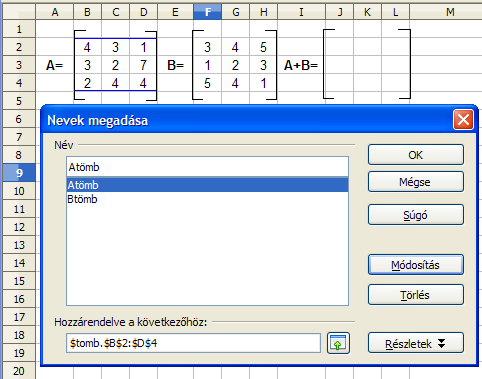 A B C D E F G H I J K L M
1
2 4 3 1 3 4 5
3 A= 3 2 7 B= 1 2 3 A+B=
4 2 4 4 5 4 1
5
6
7
8
9
10
11
12
13
14
15
16
17
18
19
20
Nevek megadása
Név
Atömb
Atömb
Btömb
OK
Mégse
Súgó
Módosítás
Törlés
Hozzárendelve a következőhöz:
$tomb.$B$2:$D$4
Részletek